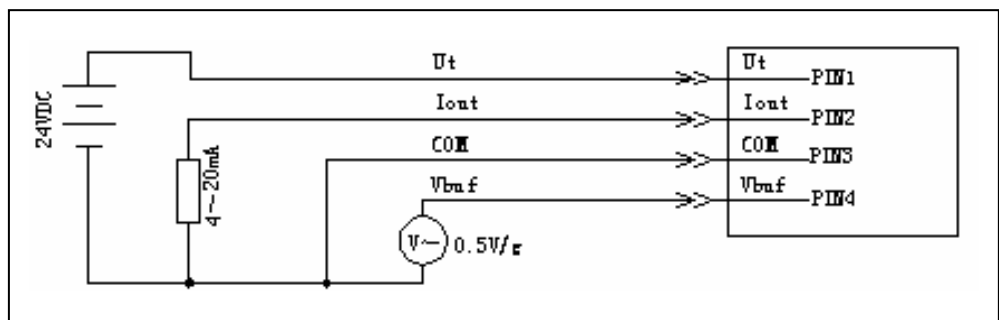 Ut
Ut
PIN1
Iout
Iout
PIN2
24VDC
COM
COM
PIN3
4~20mA
Vbuf
Vbuf
PIN4
V~
0.5V/g